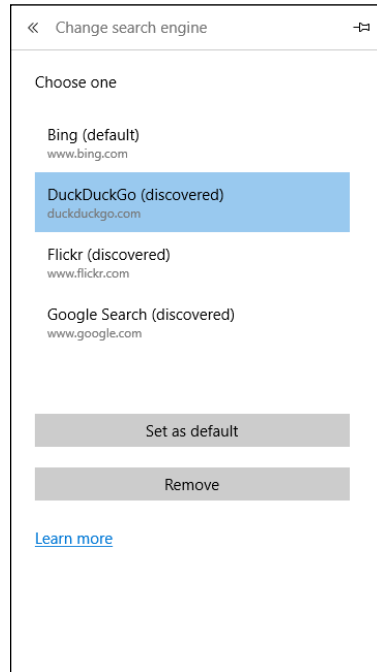 « Change search engine
Choose one
Bing (default)
www.bing.com
DuckDuckGo (discovered)
duckduckgo.com
Flickr (discovered)
www.flickr.com
Google Search (discovered)
www.google.com
Set as default
Remove
Learn more